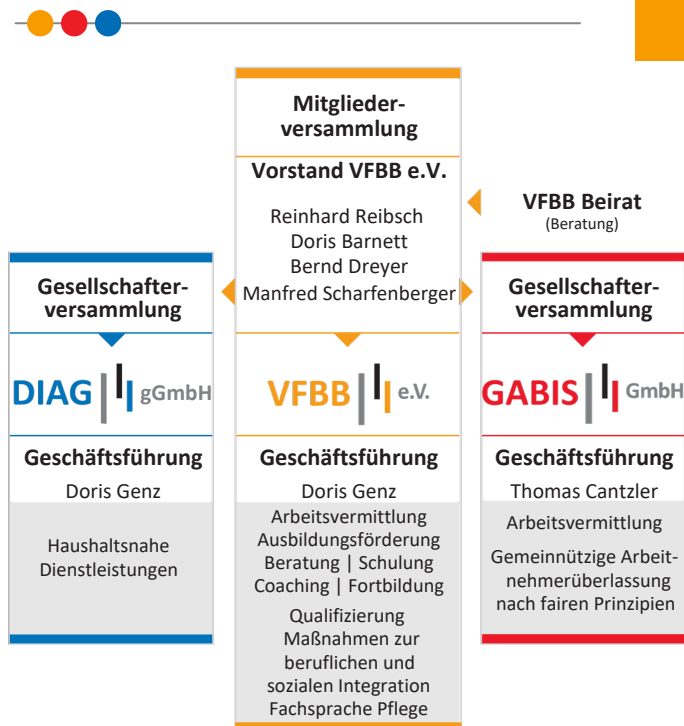 Mitglieder-
versammlung
Vorstand VFBB e.V.
Reinhard Reibsch
Doris Barnett
Bernd Dreyer
Manfred Scharfenberger
VFBB Beirat
(Beratung)
Gesellschafter-
versammlung
DIAG gGmbH
Geschäftsführung
Doris Genz
Haushaltsnahe
Dienstleistungen
VFBB e.V.
Geschäftsführung
Doris Genz
Arbeitsvermittlung
Ausbildungsförderung
Beratung | Schulung
Coaching | Fortbildung
Qualifizierung
Maßnahmen zur
beruflichen und
sozialen Integration
Fachsprache Pflege
Gesellschafter-
versammlung
GABIS GmbH
Geschäftsführung
Thomas Cantzler
Arbeitsvermittlung
Gemeinnützige Arbeit-
nehmerüberlassung
nach fairen Prinzipien